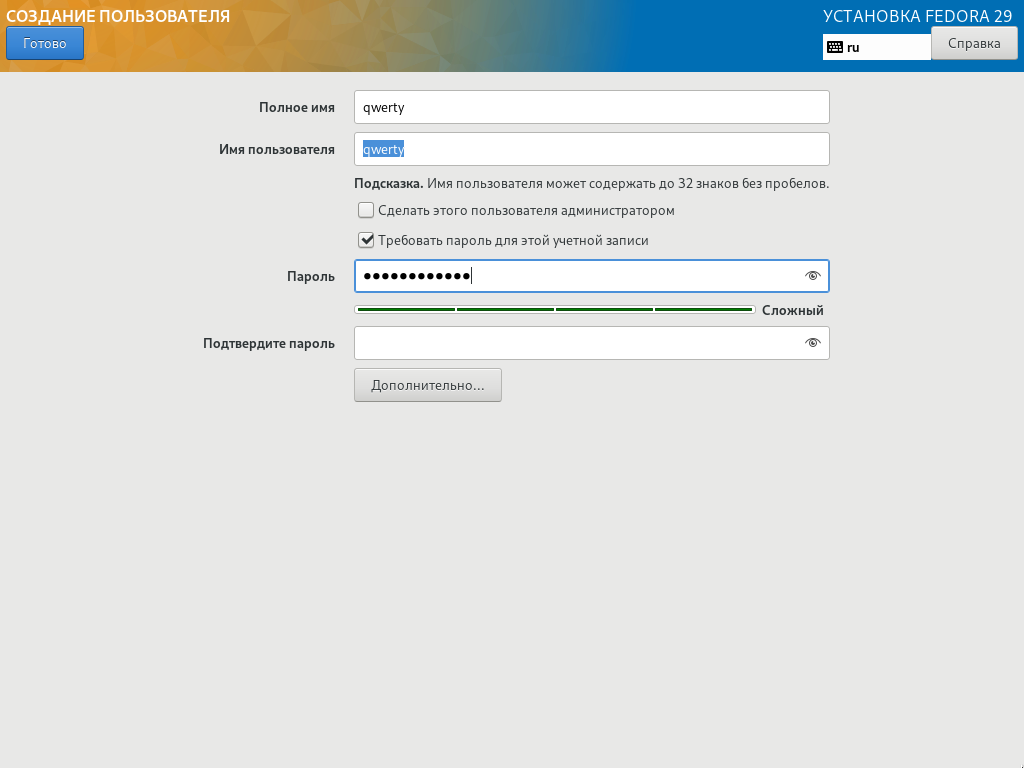 СОЗДАНИЕ ПОЛЬЗОВАТЕЛЯ
УСТАНОВКА FEDORA 29
Готово
ru
Справка
Полное имя
qwerty
Имя пользователя
qwerty
Подсказка. Имя пользователя может содержать до 32 знаков без пробелов.
Сделать этого пользователя администратором
Требовать пароль для этой учетной записи
Пароль
●●●●●●●●●●●●
Сложный
Подтвердите пароль
Дополнительно...